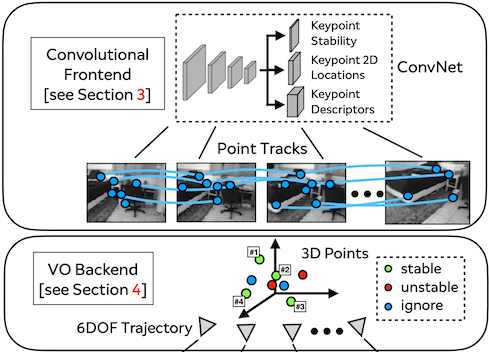 Convolutional
Frontend
[see Section 3]
Keypoint
Stability
Keypoint 2D
Locations
Keypoint
Descriptors
ConvNet
Point Tracks
VO Backend
[see Section 4]
#1
#2
#3
#4
3D Points
stable
unstable
ignore
6DOF Trajectory